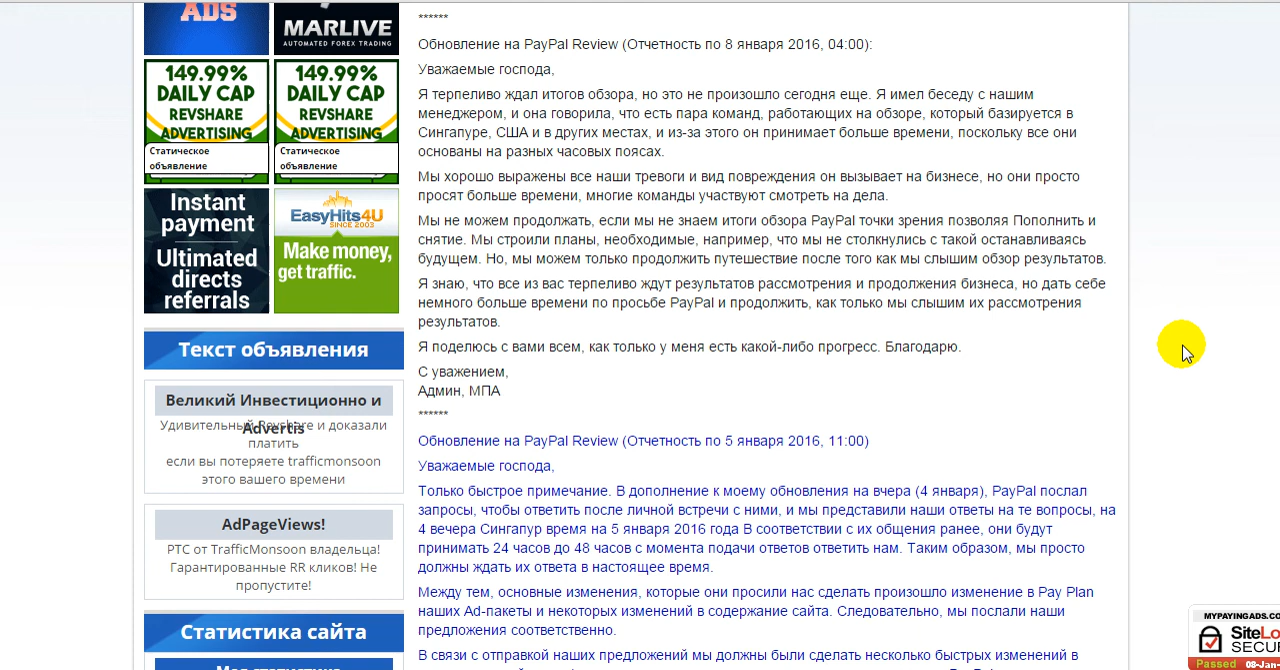 ADS
MARLIVE
AUTOMATED FOREX TRADING
149.99%
DAILY CAP
REVSHARE
ADVERTISING
Статическое
объявление
149.99%
DAILY CAP
REVSHARE
ADVERTISING
Статическое
объявление
Instant
payment
Ultimated
directs
referrals
EasyHits4U
SINCE 2003
Make money,
get traffic.
Текст объявления
Великий Инвестиционно и
Advertis
Удивительный Revshare и доказали
платить
если вы потеряете trafficmonsoon
этого вашего времени
AdPageViews!
PTC от TrafficMonsoon владельца!
Гарантированные RR кликов! Не
пропустите!
Статистика сайта
******
Обновление на PayPal Review (Отчетность по 8 января 2016, 04:00):
Уважаемые господа,
Я терпеливо ждал итогов обзора, но это не произошло сегодня еще. Я имел беседу с нашим
менеджером, и она говорила, что есть пара команд, работающих на обзоре, который базируется в
Сингапуре, США и в других местах, и из-за этого он принимает больше времени, поскольку все они
основаны на разных часовых поясах.
Мы хорошо выражены все наши тревоги и вид повреждения он вызывает на бизнесе, но они просто
просят больше времени, многие команды участвуют смотреть на дела.
Мы не можем продолжать, если мы не знаем итоги обзора PayPal точки зрения позволяя Пополнить и
снятие. Мы строили планы, необходимые, например, что мы не столкнулись с такой останавливаясь
будущем. Но, мы можем только продолжить путешествие после того как мы слышим обзор результатов.
Я знаю, что все из вас терпеливо ждут результатов рассмотрения и продолжения бизнеса, но дать себе
немного больше времени по просьбе PayPal и продолжить, как только мы слышим их рассмотрения
результатов.
Я поделюсь с вами всем, как только у меня есть какой-либо прогресс. Благодарю.
С уважением,
Админ, МПА
******
Обновление на PayPal Review (Отчетность по 5 января 2016, 11:00)
Уважаемые господа,
Только быстрое примечание. В дополнение к моему обновления на вчера (4 января), PayPal послал
запросы, чтобы ответить после личной встречи с ними, и мы представили наши ответы на те вопросы, на
4 вечера Сингапур время на 5 января 2016 года В соответствии с их общения ранее, они будут
принимать 24 часов до 48 часов с момента подачи ответов ответить нам. Таким образом, мы просто
должны ждать их ответа в настоящее время.
Между тем, основные изменения, которые они просили нас сделать произошло изменение в Pay Plan
наших Ad-пакеты и некоторых изменений в содержание сайта. Следовательно, мы послали наши
предложения соответственно.
В связи с отправкой наших предложений мы должны были сделать несколько быстрых изменений в
MYPAYINGADS.CO
SiteLo
SECU
Passed 08-Jan-